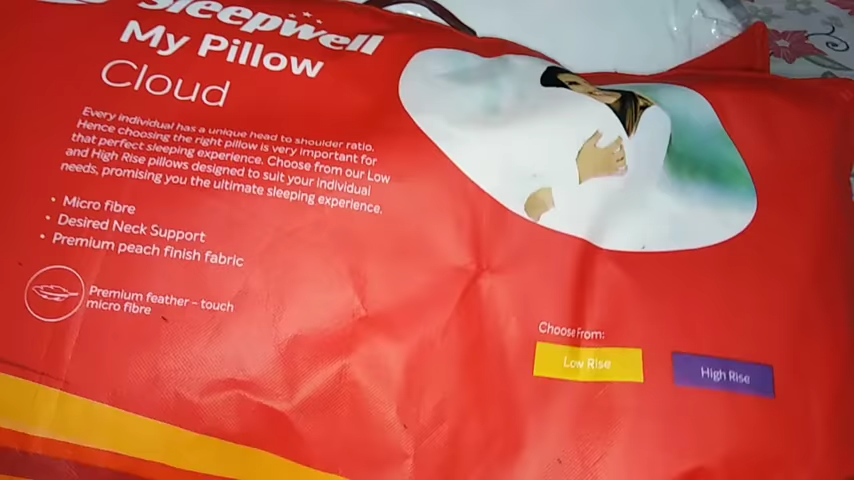 Sleepwell
My Pillow
Cloud
Every individual has a unique head to shoulder ratio.
Hence choosing the right pillow is very important for
that perfect sleeping experience. Choose from our Low
and High Rise pillows designed to suit your individual
needs, promising you the ultimate sleeping experience.
• Micro fibre
• Desired Neck Support
• Premium peach finish fabric
Premium feather – touch
micro fibre
Choose From:
Low Rise
High Rise